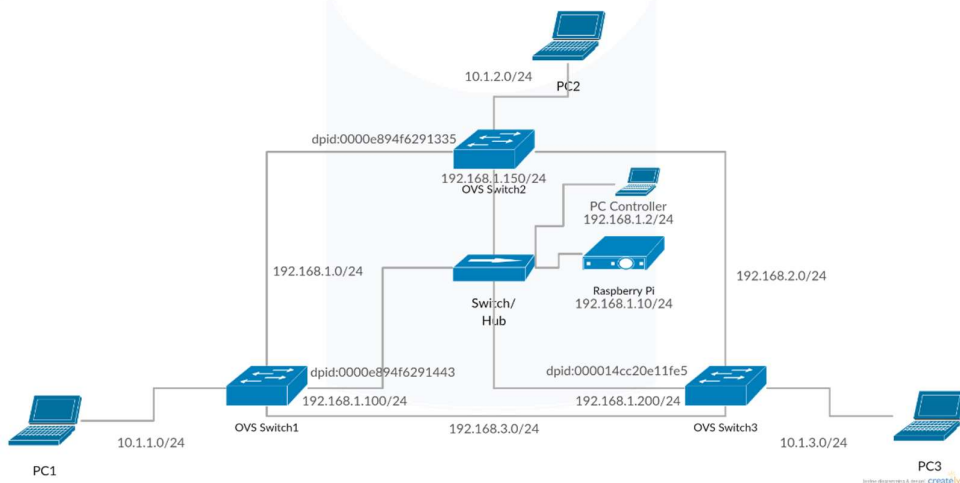 10.1.2.0/24
PC2
dpid:0000e894f6291335
192.168.1.150/24
OVS Switch2
PC Controller
192.168.1.2/24
192.168.1.0/24
192.168.2.0/24
Raspberry Pi
192.168.1.10/24
Switch/
Hub
dpid:0000e894f6291443
192.168.1.100/24
OVS Switch1
dpid:000014cc20e11fe5
192.168.1.200/24
OVS Switch3
192.168.3.0/24
10.1.1.0/24
PC1
10.1.3.0/24
PC3